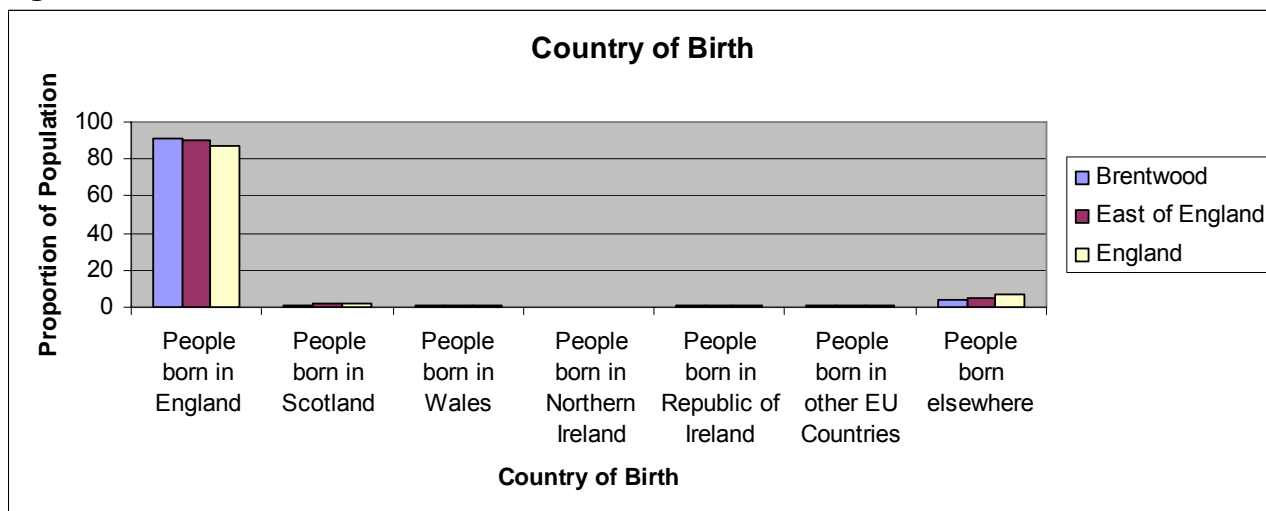 Country of Birth
Proportion of Population
100
80
60
40
20
0
People born in England
People born in Scotland
People born in Wales
People born in Northern Ireland
People born in Republic of Ireland
People born in other EU Countries
People born elsewhere
Country of Birth
Brentwood
East of England
England